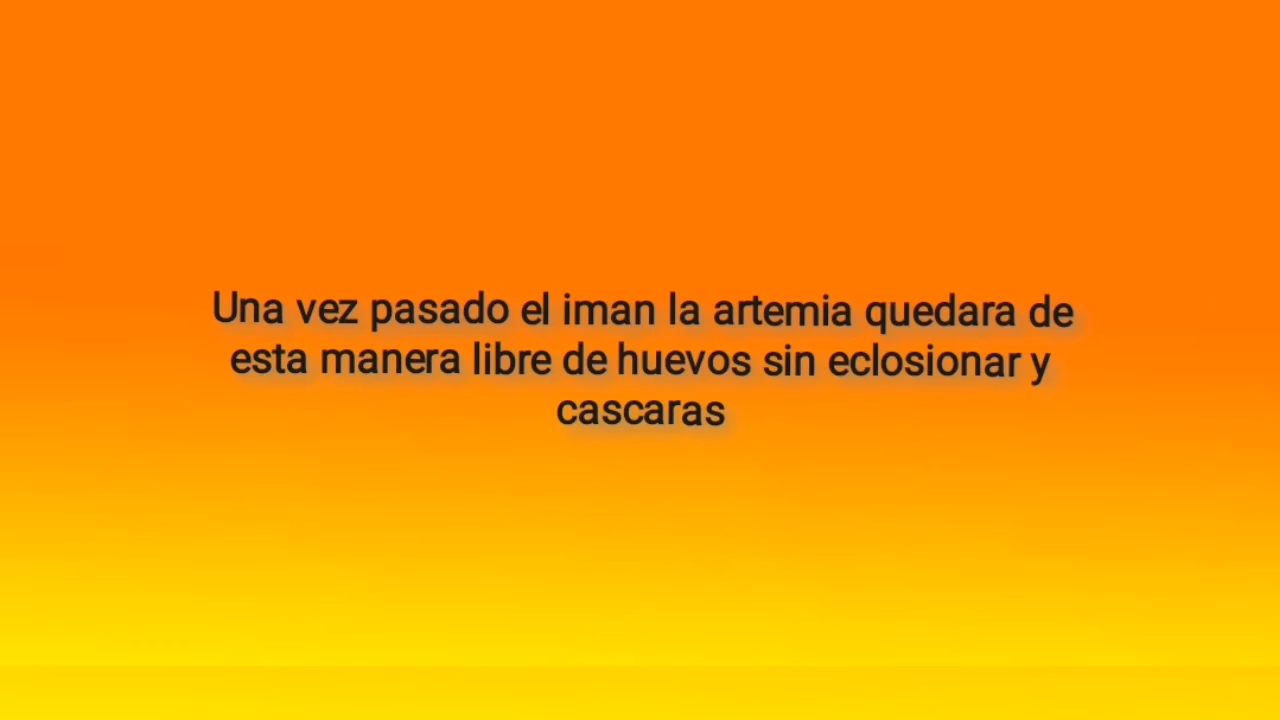 Una vez pasado el iman la artemia quedara de
esta manera libre de huevos sin eclosionar y
cascaras